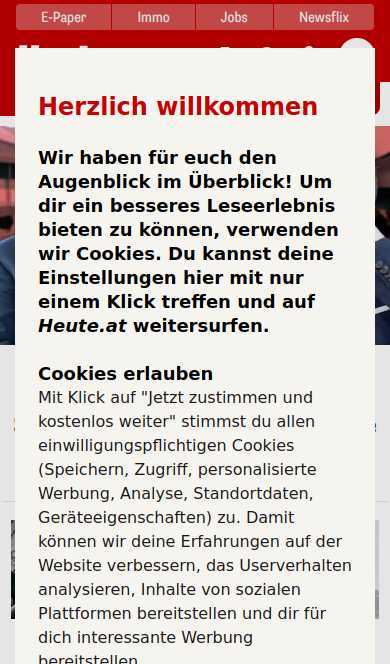 E-Paper
Immo
Jobs
Newsflix
Herzlich willkommen
Wir haben für euch den
Augenblick im Überblick! Um
dir ein besseres Leseerlebnis
bieten zu können, verwenden
wir Cookies. Du kannst deine
Einstellungen hier mit nur
einem Klick treffen und auf
Heute.at weitersurfen.
Cookies erlauben
Mit Klick auf "Jetzt zustimmen und
kostenlos weiter" stimmst du allen
einwilligungspflichtigen Cookies
(Speichern, Zugriff, personalisierte
Werbung, Analyse, Standortdaten,
Geräteeigenschaften) zu. Damit
können wir deine Erfahrungen auf der
Website verbessern, das Userverhalten
analysieren, Inhalte von sozialen
Plattformen bereitstellen und dir für
dich interessante Werbung
bereitstellen